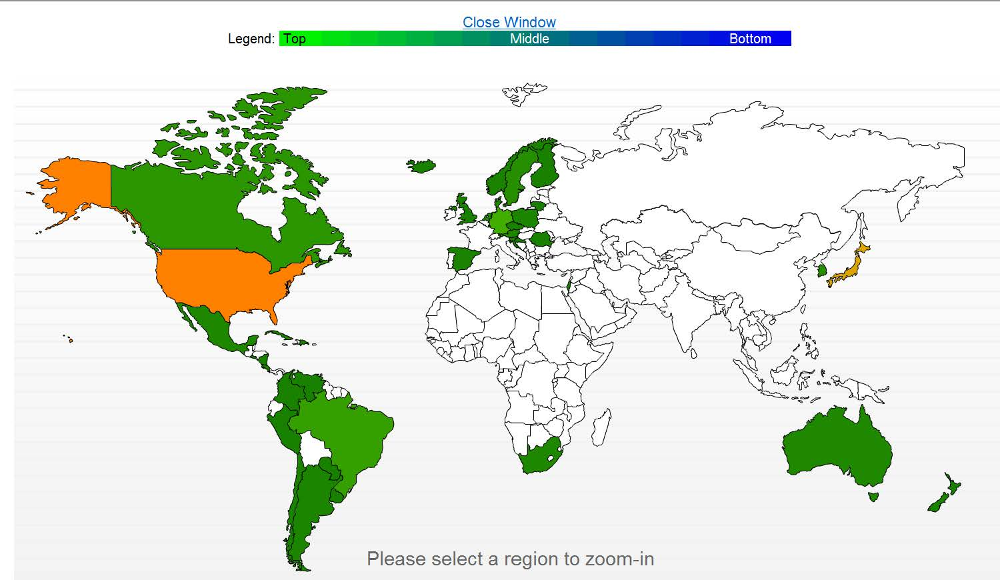 Close Window
Legend: Top Middle Bottom
Please select a region to zoom-in